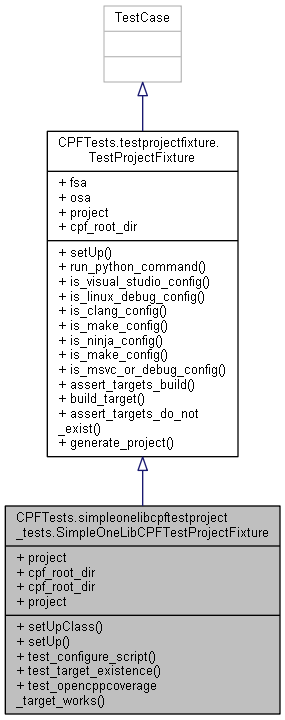 TestCase
CPFTests.testprojectfixture.
TestProjectFixture
+ fsa
+ osa
+ project
+ cpf_root_dir
+ setUp()
+ run_python_command()
+ is_visual_studio_config()
+ is_linux_debug_config()
+ is_clang_config()
+ is_make_config()
+ is_ninja_config()
+ is_make_config()
+ is_msvc_or_debug_config()
+ assert_targets_build()
+ build_target()
+ assert_targets_do_not
_exist()
+ generate_project()
CPFTests.simpleonelibcpftestproject
_tests.SimpleOneLibCPFTestProjectFixture
+ project
+ cpf_root_dir
+ cpf_root_dir
+ project
+ setUpClass()
+ setUp()
+ test_configure_script()
+ test_target_existence()
+ test_opencppcoverage
_target_works()